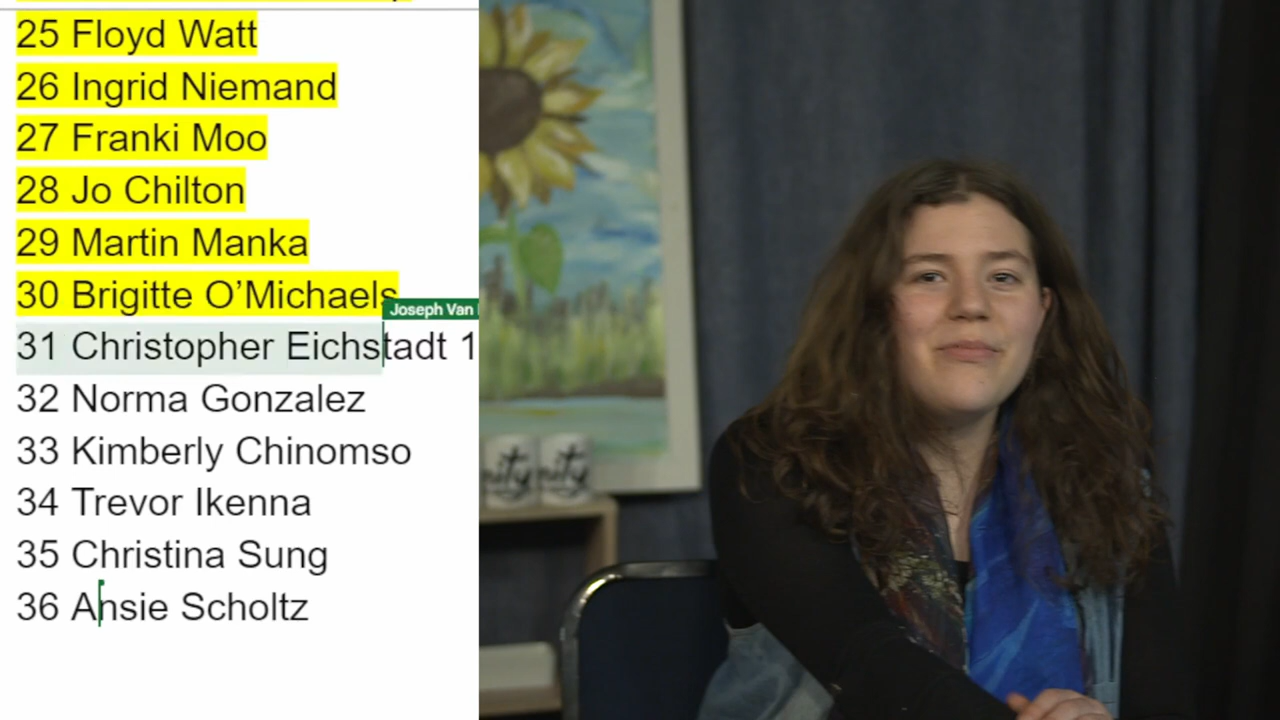 25 Floyd Watt
26 Ingrid Niemand
27 Franki Moo
28 Jo Chilton
29 Martin Manka
30 Brigitte O’Michaels
Joseph Van
31 Christopher Eichstadt 1
32 Norma Gonzalez
33 Kimberly Chinomso
34 Trevor Ikenna
35 Christina Sung
36 Ansie Scholtz